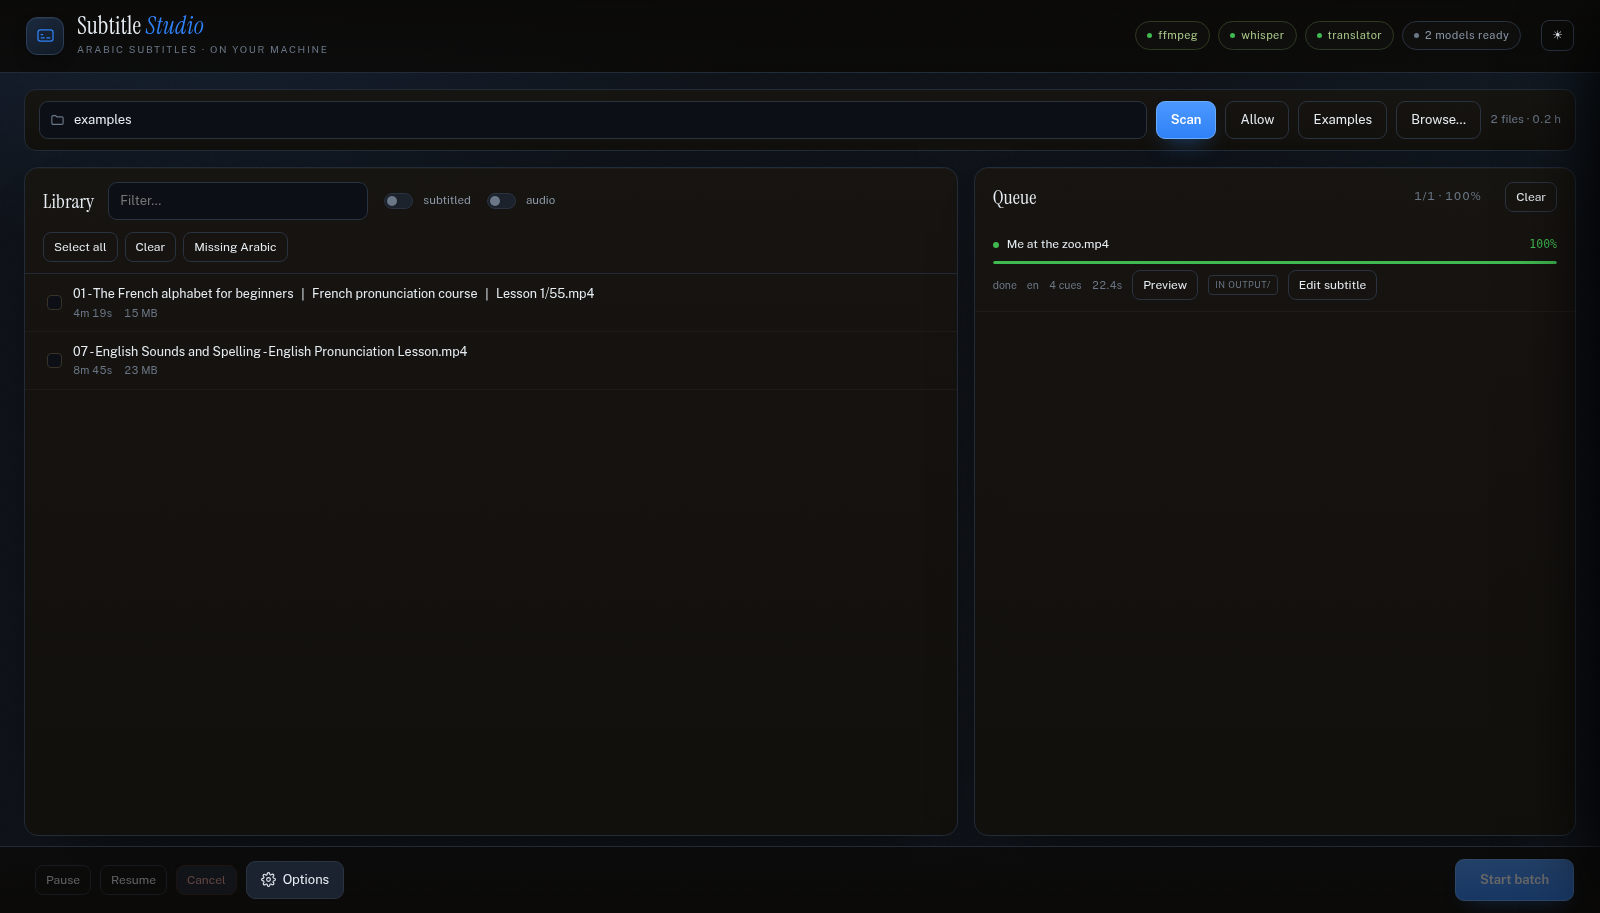 Subtitle Studio
ARABIC SUBTITLES · ON YOUR MACHINE
ffmpeg
whisper
translator
2 models ready
examples
Scan
Allow
Examples
Browse...
2 files · 0.2 h
Library
Filter...
subtitled
audio
Select all
Clear
Missing Arabic
01 - The French alphabet for beginners | French pronunciation course | Lesson 1/55.mp4
4m 19s 15 MB
07 - English Sounds and Spelling - English Pronunciation Lesson.mp4
8m 45s 23 MB
Queue
1/1 · 100%
Clear
Me at the zoo.mp4
100%
done en 4 cues 22.4s Preview IN OUTPUT/ Edit subtitle
Pause
Resume
Cancel
Options
Start batch